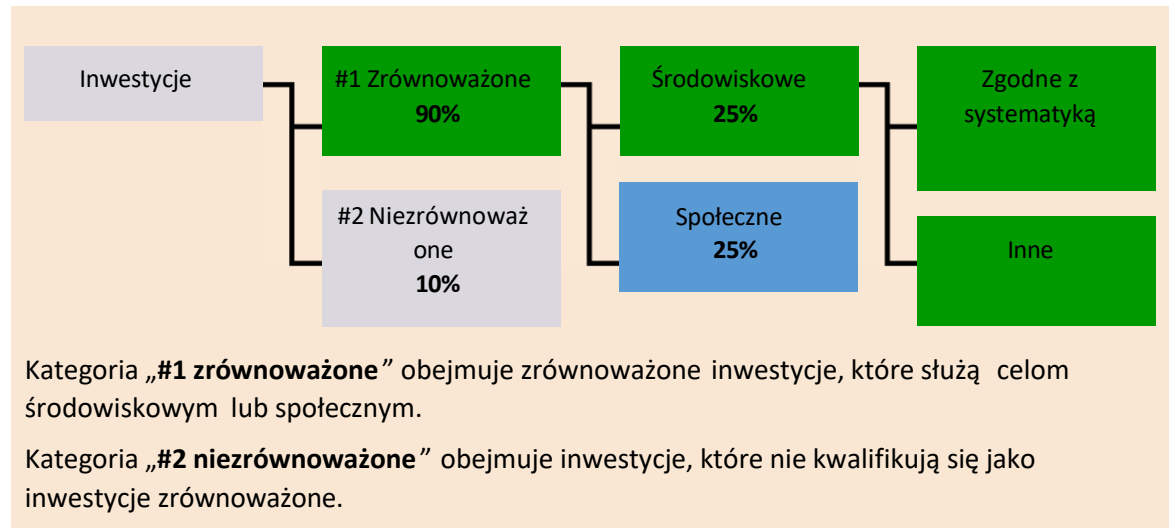 Inwestycje
#1 Zrównoważone
90%
Środowiskowe
25%
Zgodne z
systematyką
#2 Niezrównoważ
one
10%
Społeczne
25%
Inne
Kategoria „#1 zrównoważone” obejmuje zrównoważone inwestycje, które służą celom
środowiskowym lub społecznym.
Kategoria „#2 niezrównoważone” obejmuje inwestycje, które nie kwalifikują się jako
inwestycje zrównoważone.